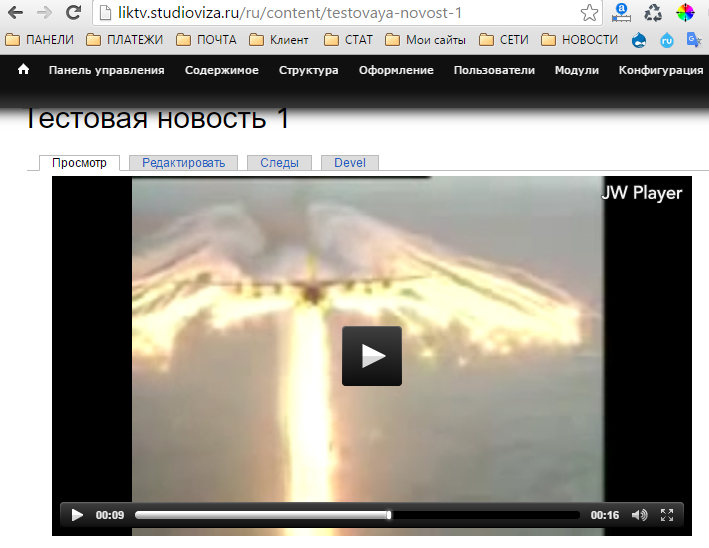 liktv.studioviza.ru/ru/content/testovaya-novost-1
ПАНЕЛИ ПЛАТЕЖИ ПОЧТА Клиент СТАТ Мои сайты СЕТИ НОВОСТИ ru
Панель управления Содержимое Структура Оформление Пользователи Модули Конфигурация
Тестовая новость 1
Просмотр Редактировать Следы Devel
JW Player
00:09 00:16